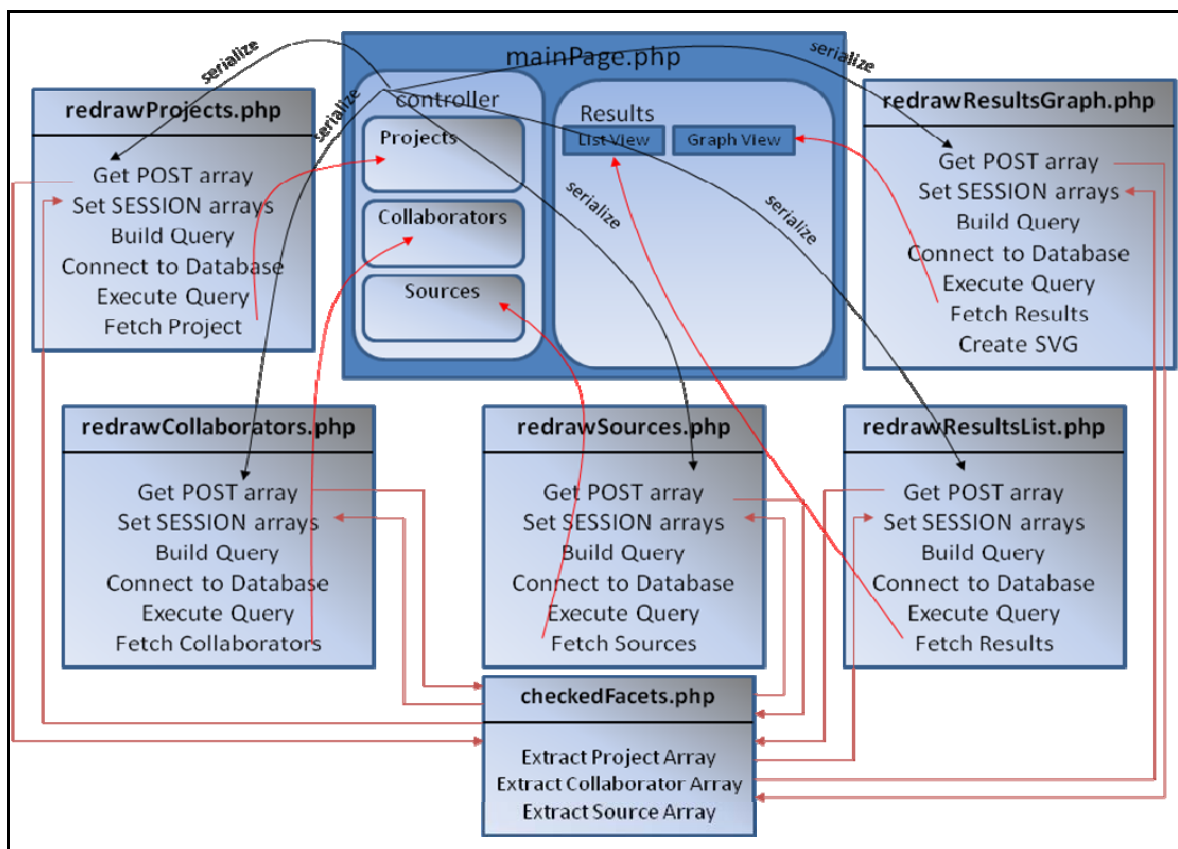 serialize
serialize
serialize
serialize
serialize
mainPage.php
controller
Projects
Collaborators
Sources
Results
List View
Graph View
redrawProjects.php
Get POST array
Set SESSION arrays
Build Query
Connect to Database
Execute Query
Fetch Project
redrawResultsGraph.php
Get POST array
Set SESSION arrays
Build Query
Connect to Database
Execute Query
Fetch Results
Create SVG
redrawCollaborators.php
Get POST array
Set SESSION arrays
Build Query
Connect to Database
Execute Query
Fetch Collaborators
redrawSources.php
Get POST array
Set SESSION arrays
Build Query
Connect to Database
Execute Query
Fetch Sources
redrawResultsList.php
Get POST array
Set SESSION arrays
Build Query
Connect to Database
Execute Query
Fetch Results
checkedFacets.php
Extract Project Array
Extract Collaborator Array
Extract Source Array